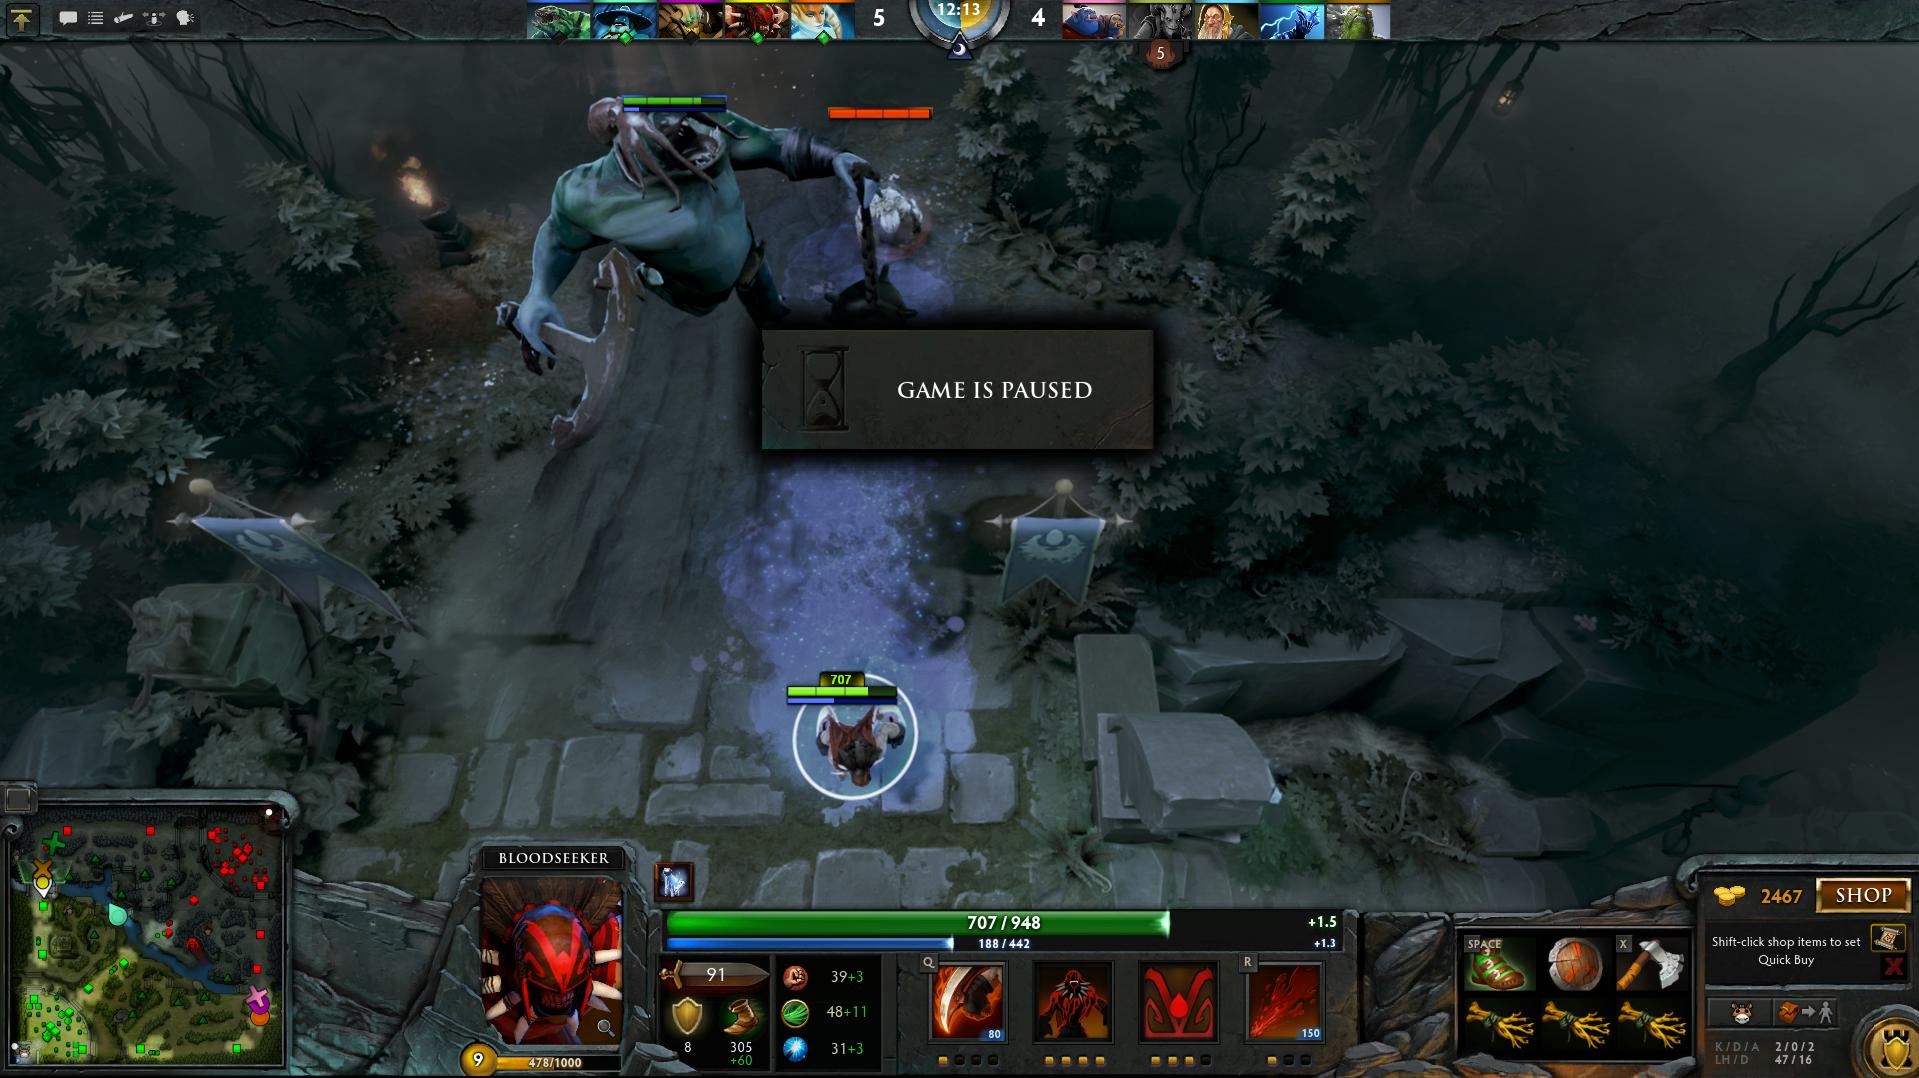 5
12:13
4
5
GAME IS PAUSED
707
BLOODSEEKER
707 / 948
+1.5
188 / 442
+1.3
2467
SHOP
Shift-click shop items to set
Quick Buy
Q
R
SPACE
X
91
39+3
48+11
31+3
8
305
+60
80
150
9
478/1000
K / D / A 2/ 0/ 2
LH / D 47 / 16